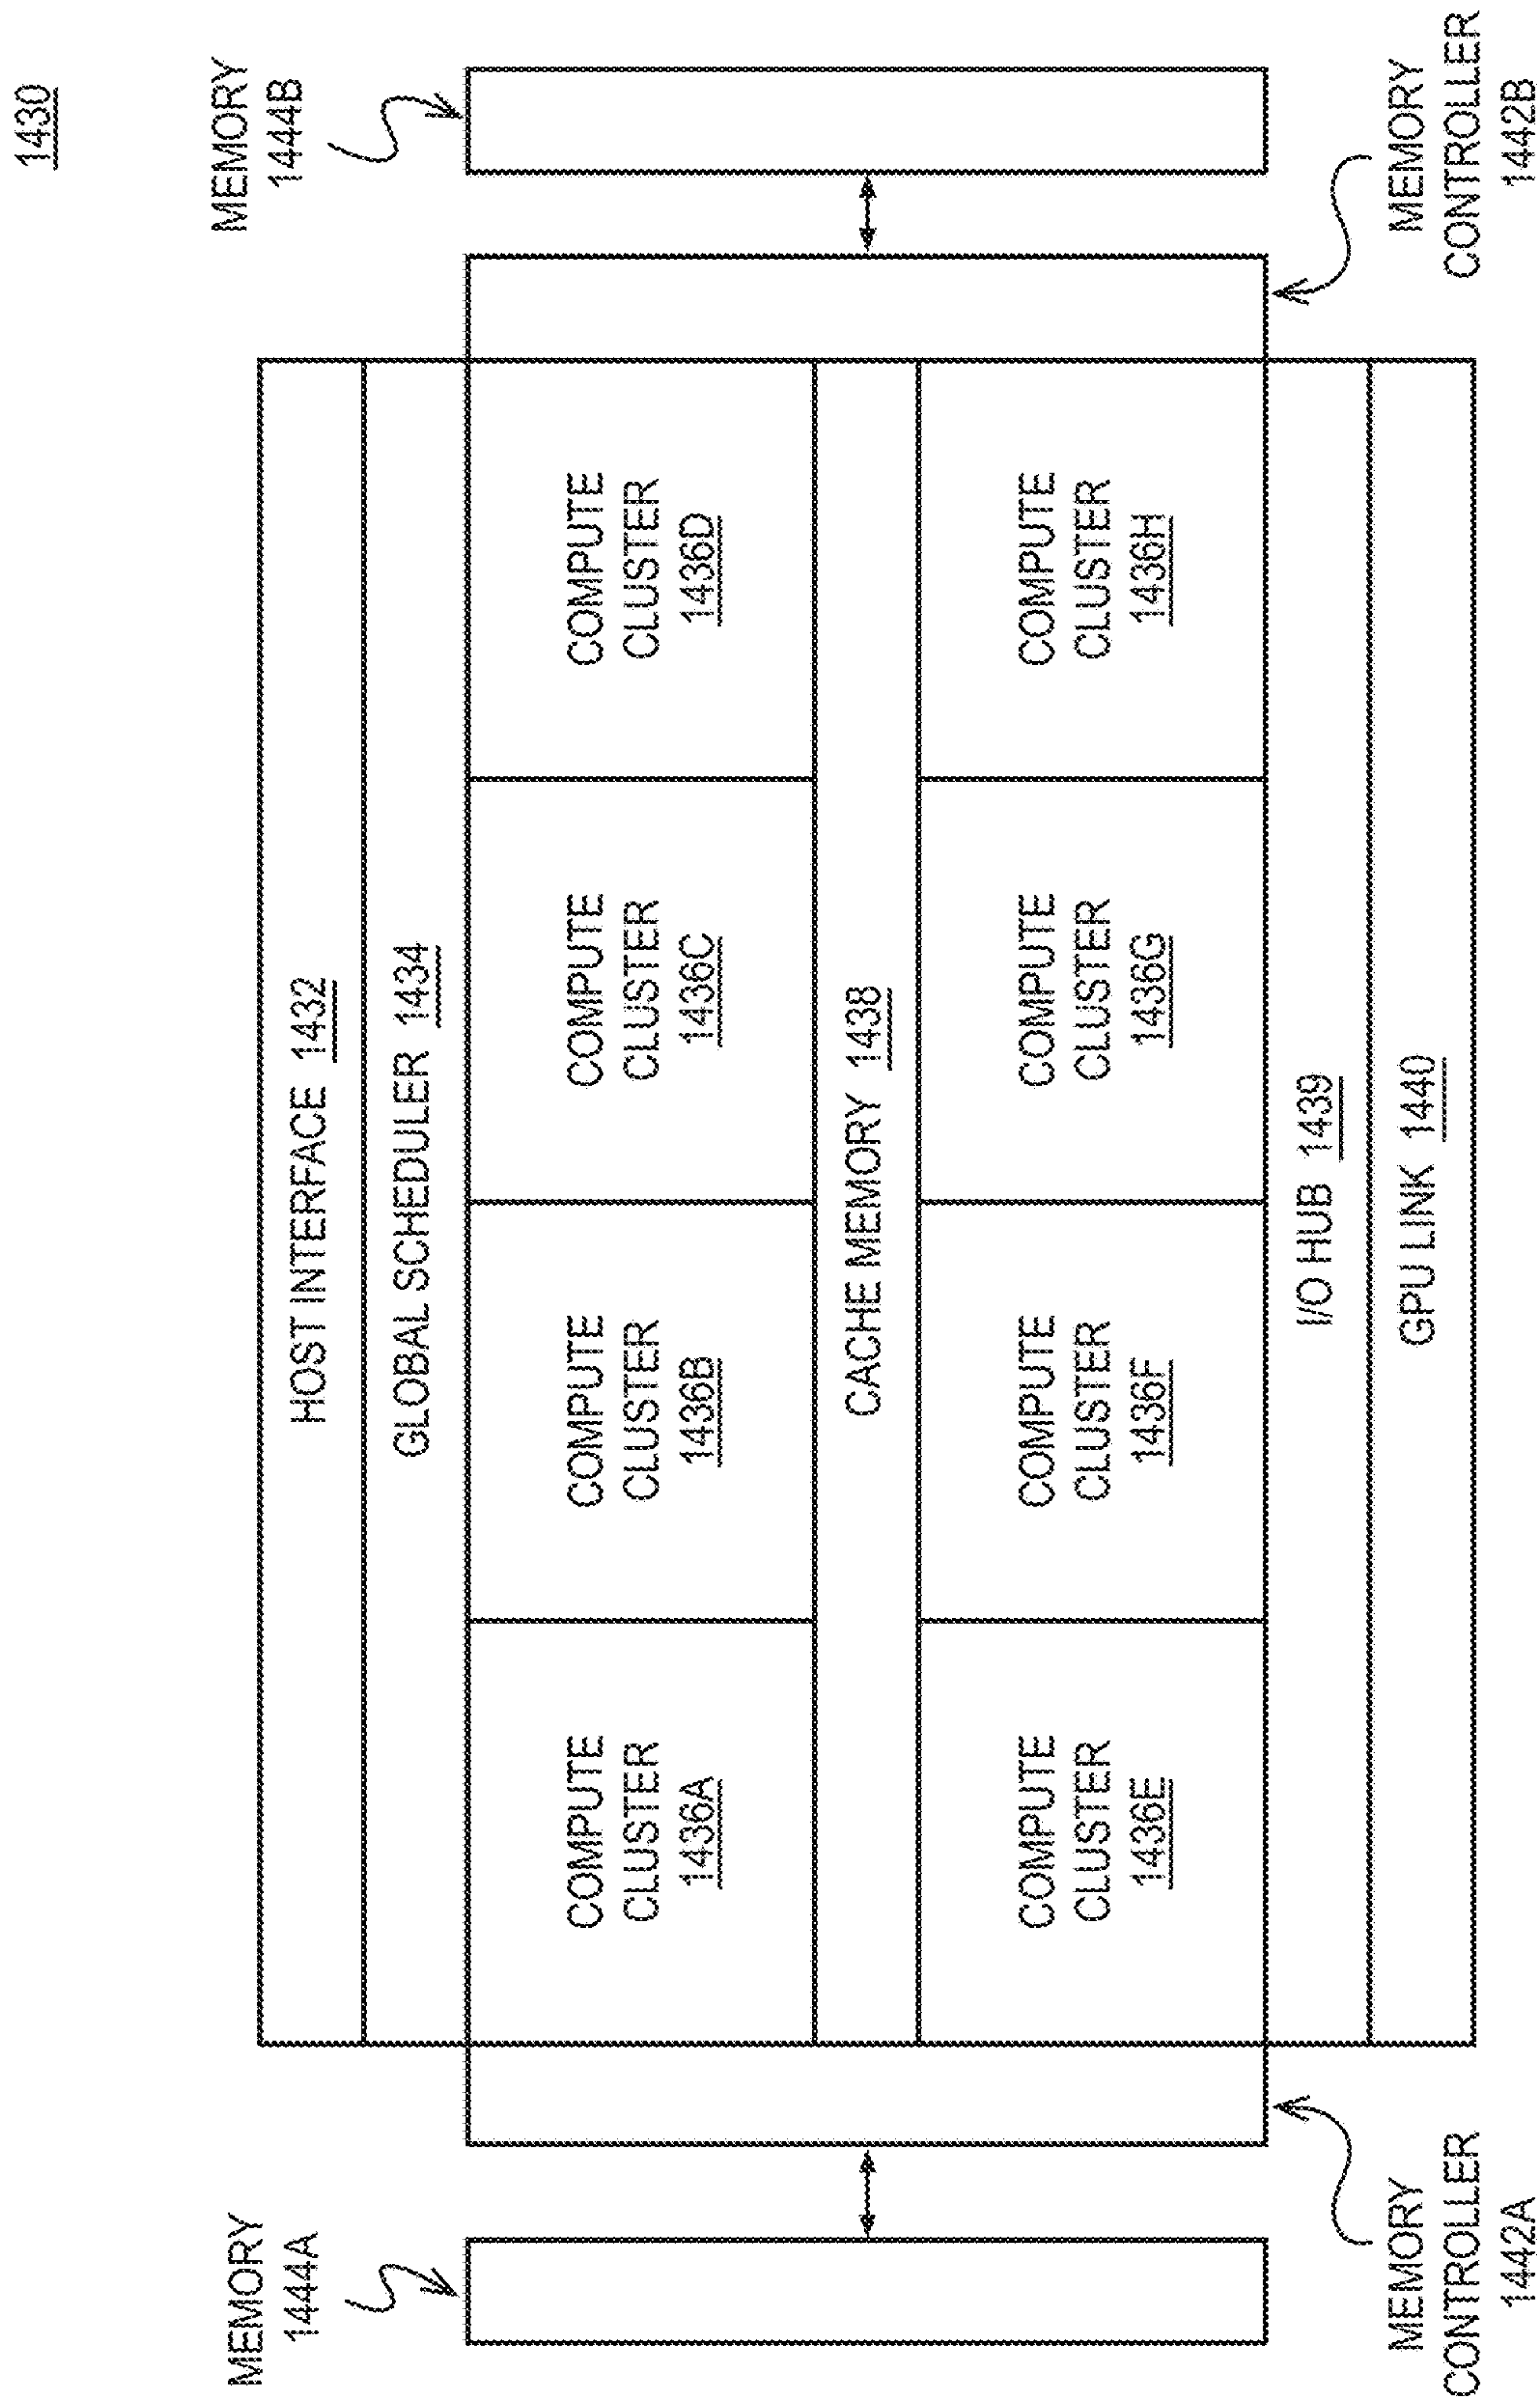 1430
MEMORY
1444A
MEMORY
1444B
HOST INTERFACE 1432
GLOBAL SCHEDULER 1434
COMPUTE
CLUSTER
1436A
COMPUTE
CLUSTER
1436B
COMPUTE
CLUSTER
1436C
COMPUTE
CLUSTER
1436D
CACHE MEMORY 1438
COMPUTE
CLUSTER
1436E
COMPUTE
CLUSTER
1436F
COMPUTE
CLUSTER
1436G
COMPUTE
CLUSTER
1436H
I/O HUB 1439
GPU LINK 1440
MEMORY
CONTROLLER
1442A
MEMORY
CONTROLLER
1442B